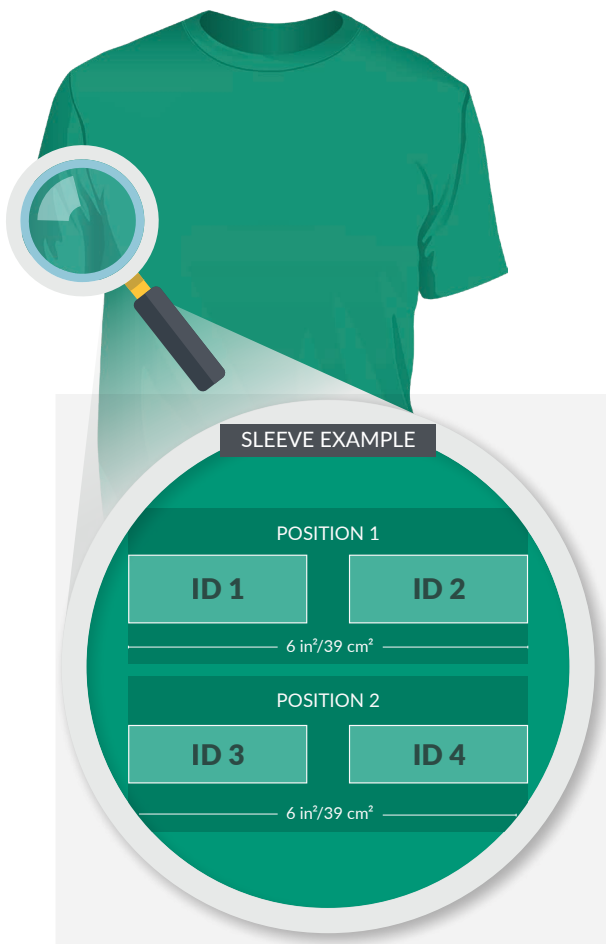 SLEEVE EXAMPLE
POSITION 1
ID 1 ID 2
6 in²/39 cm²
POSITION 2
ID 3 ID 4
6 in²/39 cm²